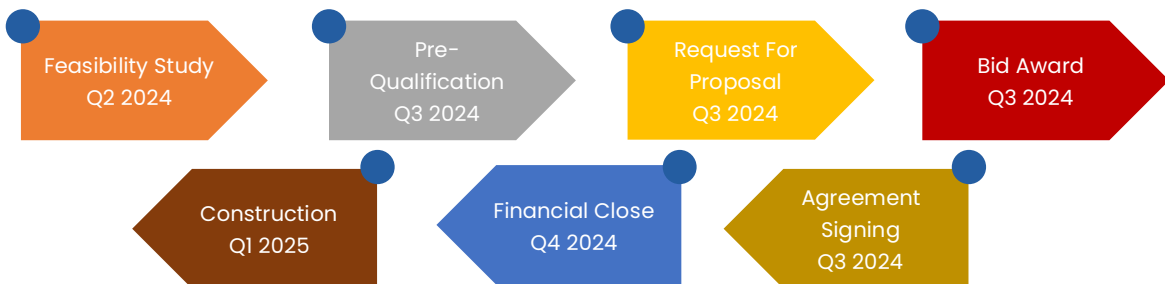 Feasibility Study
Q2 2024
Pre-
Qualification
Q3 2024
Request For
Proposal
Q3 2024
Bid Award
Q3 2024
Agreement
Signing
Q3 2024
Financial Close
Q4 2024
Construction
Q1 2025